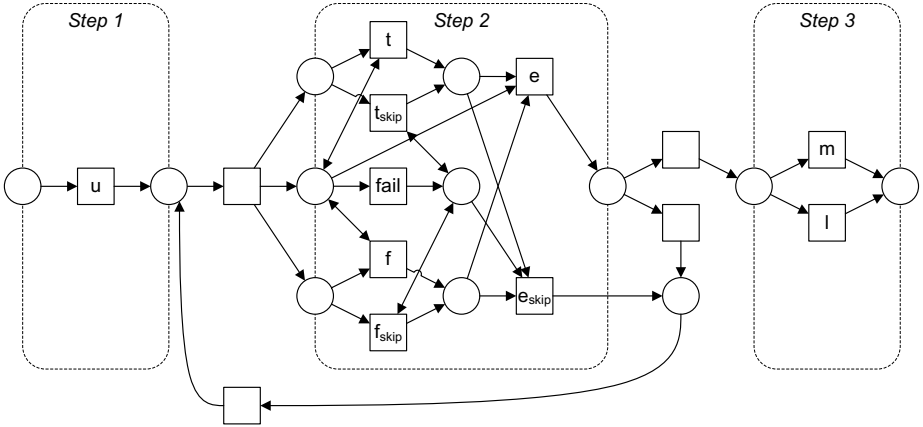 Step 1
Step 2
Step 3
t
e
tskip
u
fail
m
l
f
eskip
fskip